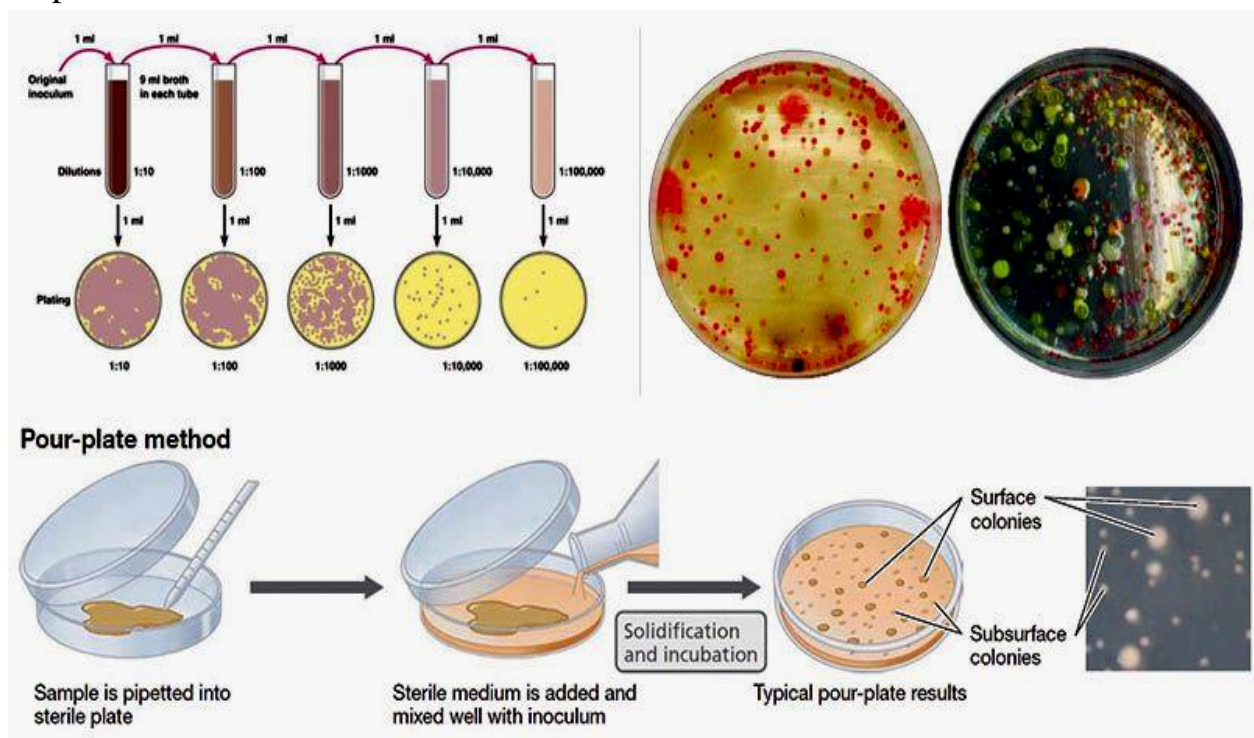 1 ml 1 ml 1 ml 1 ml 1 ml
Original
inoculum
9 ml broth
in each tube
Dilutions 1:10 1:100 1:1000 1:10,000 1:100,000
1 ml 1 ml 1 ml 1 ml 1 ml
Plating
1:10 1:100 1:1000 1:10,000 1:100,000
Pour-plate method
Surface
colonies
Subsurface
colonies
Solidification
and incubation
Sample is pipetted into
sterile plate
Sterile medium is added and
mixed well with inoculum
Typical pour-plate results